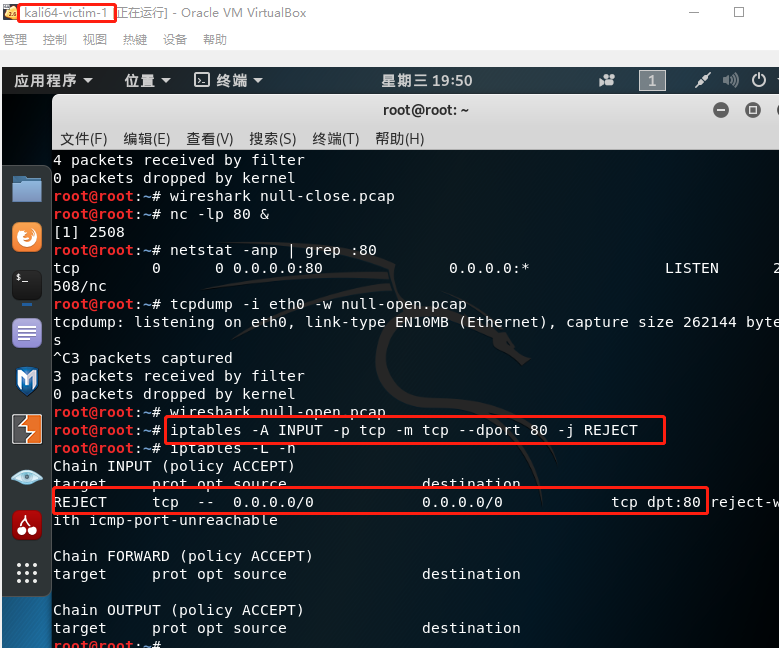 kali64-victim-1 [正在运行] - Oracle VM VirtualBox
管理 控制 视图 热键 设备 帮助
应用程序 位置 终端 星期三 19:50 1
root@root: ~
文件(F) 编辑(E) 查看(V) 搜索(S) 终端(T) 帮助(H)
4 packets received by filter
0 packets dropped by kernel
root@root:~# wireshark null-close.pcap
root@root:~# nc -lp 80 &
[1] 2508
root@root:~# netstat -anp | grep :80
tcp 0 0 0.0.0.0:80 0.0.0.0:* LISTEN 2
508/nc
root@root:~# tcpdump -i eth0 -w null-open.pcap
tcpdump: listening on eth0, link-type EN10MB (Ethernet), capture size 262144 byte
s
^C3 packets captured
3 packets received by filter
0 packets dropped by kernel
root@root:~# wireshark null-open.pcap
root@root:~# iptables -A INPUT -p tcp -m tcp --dport 80 -j REJECT
root@root:~# iptables -L -n
Chain INPUT (policy ACCEPT)
target prot opt source destination
REJECT tcp -- 0.0.0.0/0 0.0.0.0/0 tcp dpt:80 reject-w
ith icmp-port-unreachable
Chain FORWARD (policy ACCEPT)
target prot opt source destination
Chain OUTPUT (policy ACCEPT)
target prot opt source destination
root@root:~#